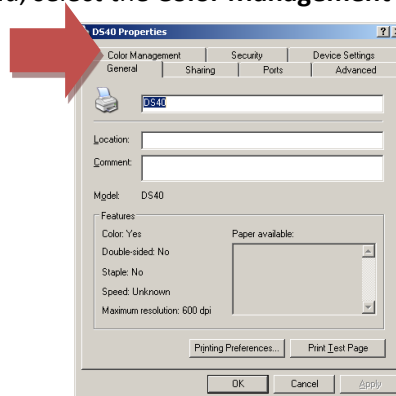 select the Color Management
DS40 Properties
Color Management Security Device Settings
General Sharing Ports Advanced
DS40
Location:
Comment:
Model: DS40
Features
Color: Yes Paper available:
Double-sided: No
Staple: No
Speed: Unknown
Maximum resolution: 600 dpi
Printing Preferences... Print Test Page
OK Cancel Apply